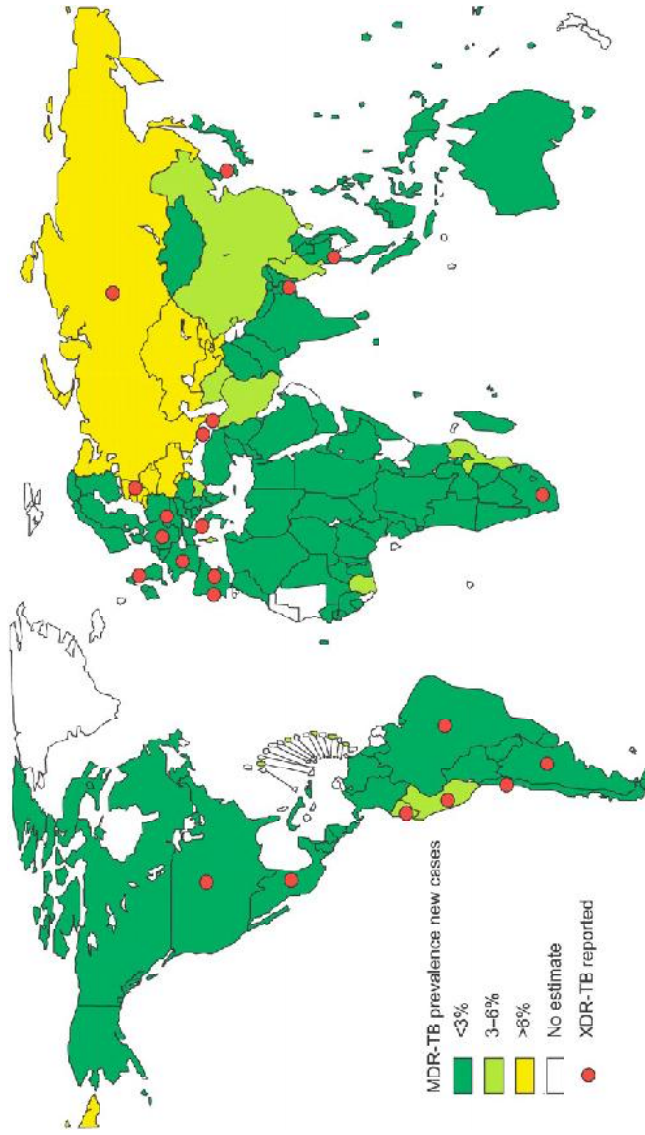 MDR-TB prevalence new cases
<3%
3–6%
>6%
No estimate
XDR-TB reported